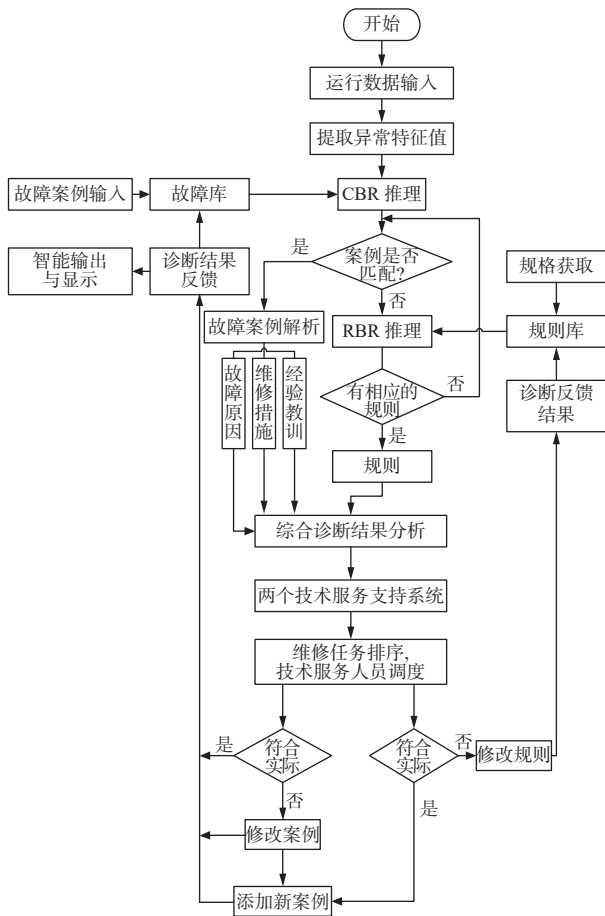 开始
运行数据输入
提取异常特征值
故障案例输入
故障库
CBR 推理
智能输出
与显示
诊断结果
反馈
是
案例是否
匹配?
规格获取
否
故障案例解析
RBR 推理
规则库
故障原因
维修措施
经验教训
有相应的
规则
否
诊断反馈
结果
是
规则
综合诊断结果分析
两个技术服务支持系统
维修任务排序,
技术服务人员调度
是
符合
实际
符合
实际
否
修改规则
否
是
修改案例
添加新案例